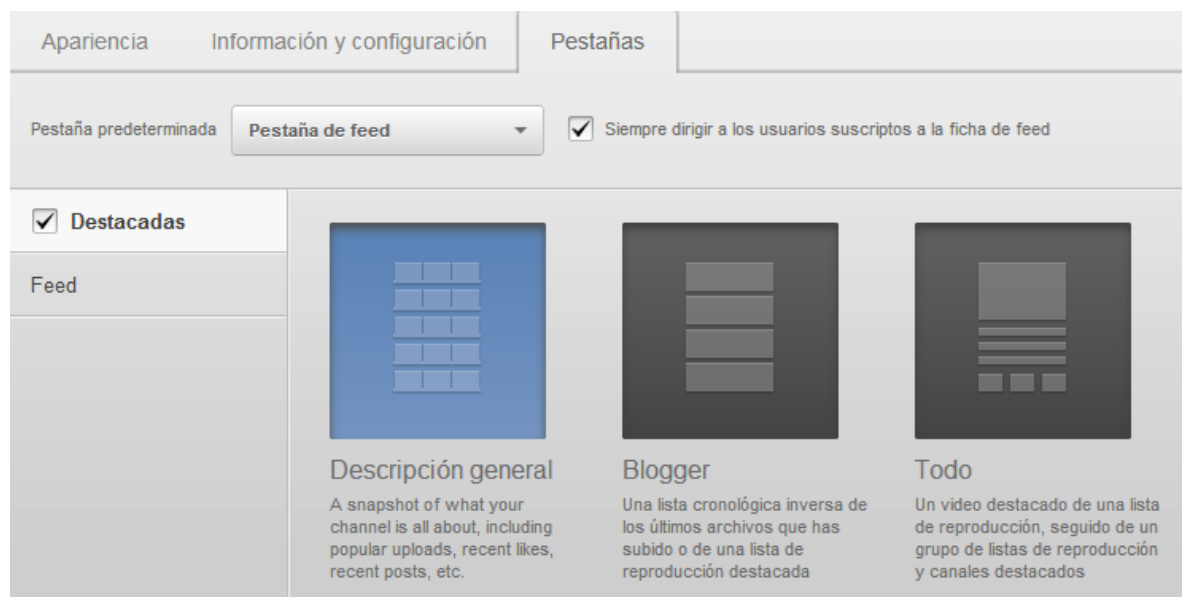 Apariencia
Información y configuración
Pestañas
Pestaña predeterminada
Pestaña de feed
Siempre dirigir a los usuarios suscriptos a la ficha de feed
Destacadas
Feed
Descripción general
A snapshot of what your
channel is all about, including
popular uploads, recent likes,
recent posts, etc.
Blogger
Una lista cronológica inversa de
los últimos archivos que has
subido o de una lista de
reproducción destacada
Todo
Un video destacado de una lista
de reproducción, seguido de un
grupo de listas de reproducción
y canales destacados